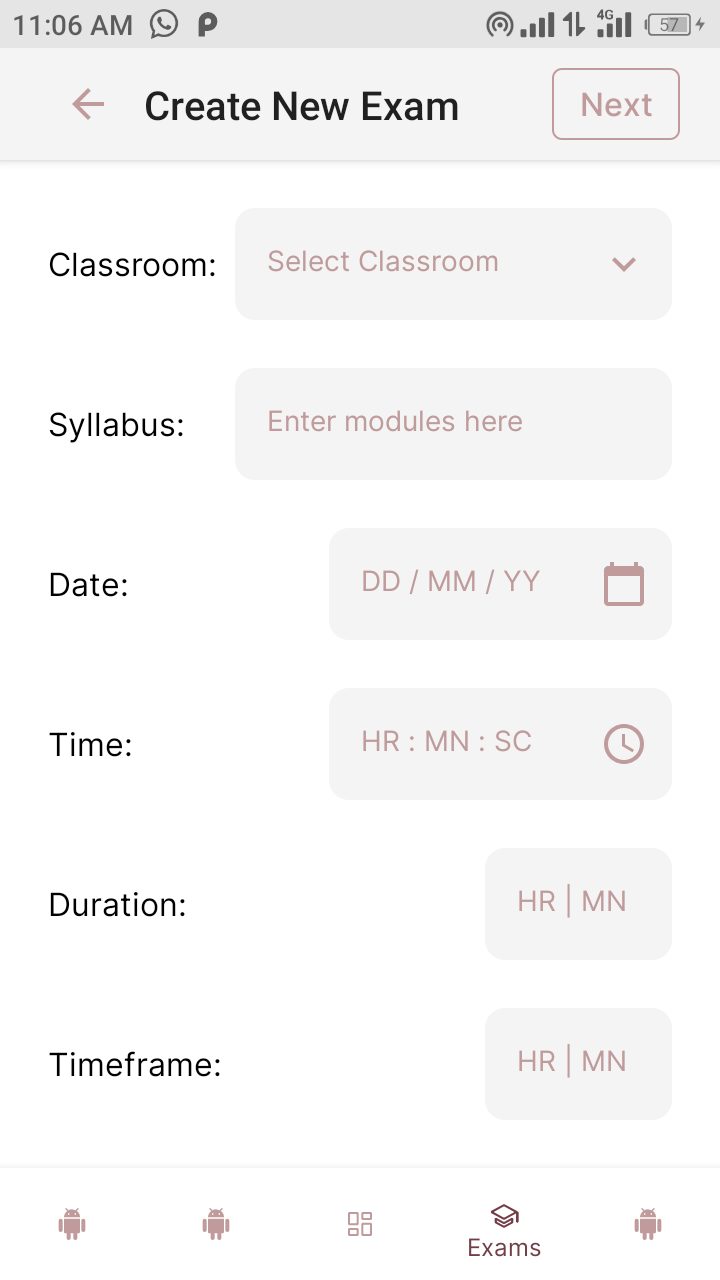 11:06 AM 4G 57
Create New Exam Next
Classroom: Select Classroom
Syllabus: Enter modules here
Date: DD / MM / YY
Time: HR : MN : SC
Duration: HR | MN
Timeframe: HR | MN
Exams